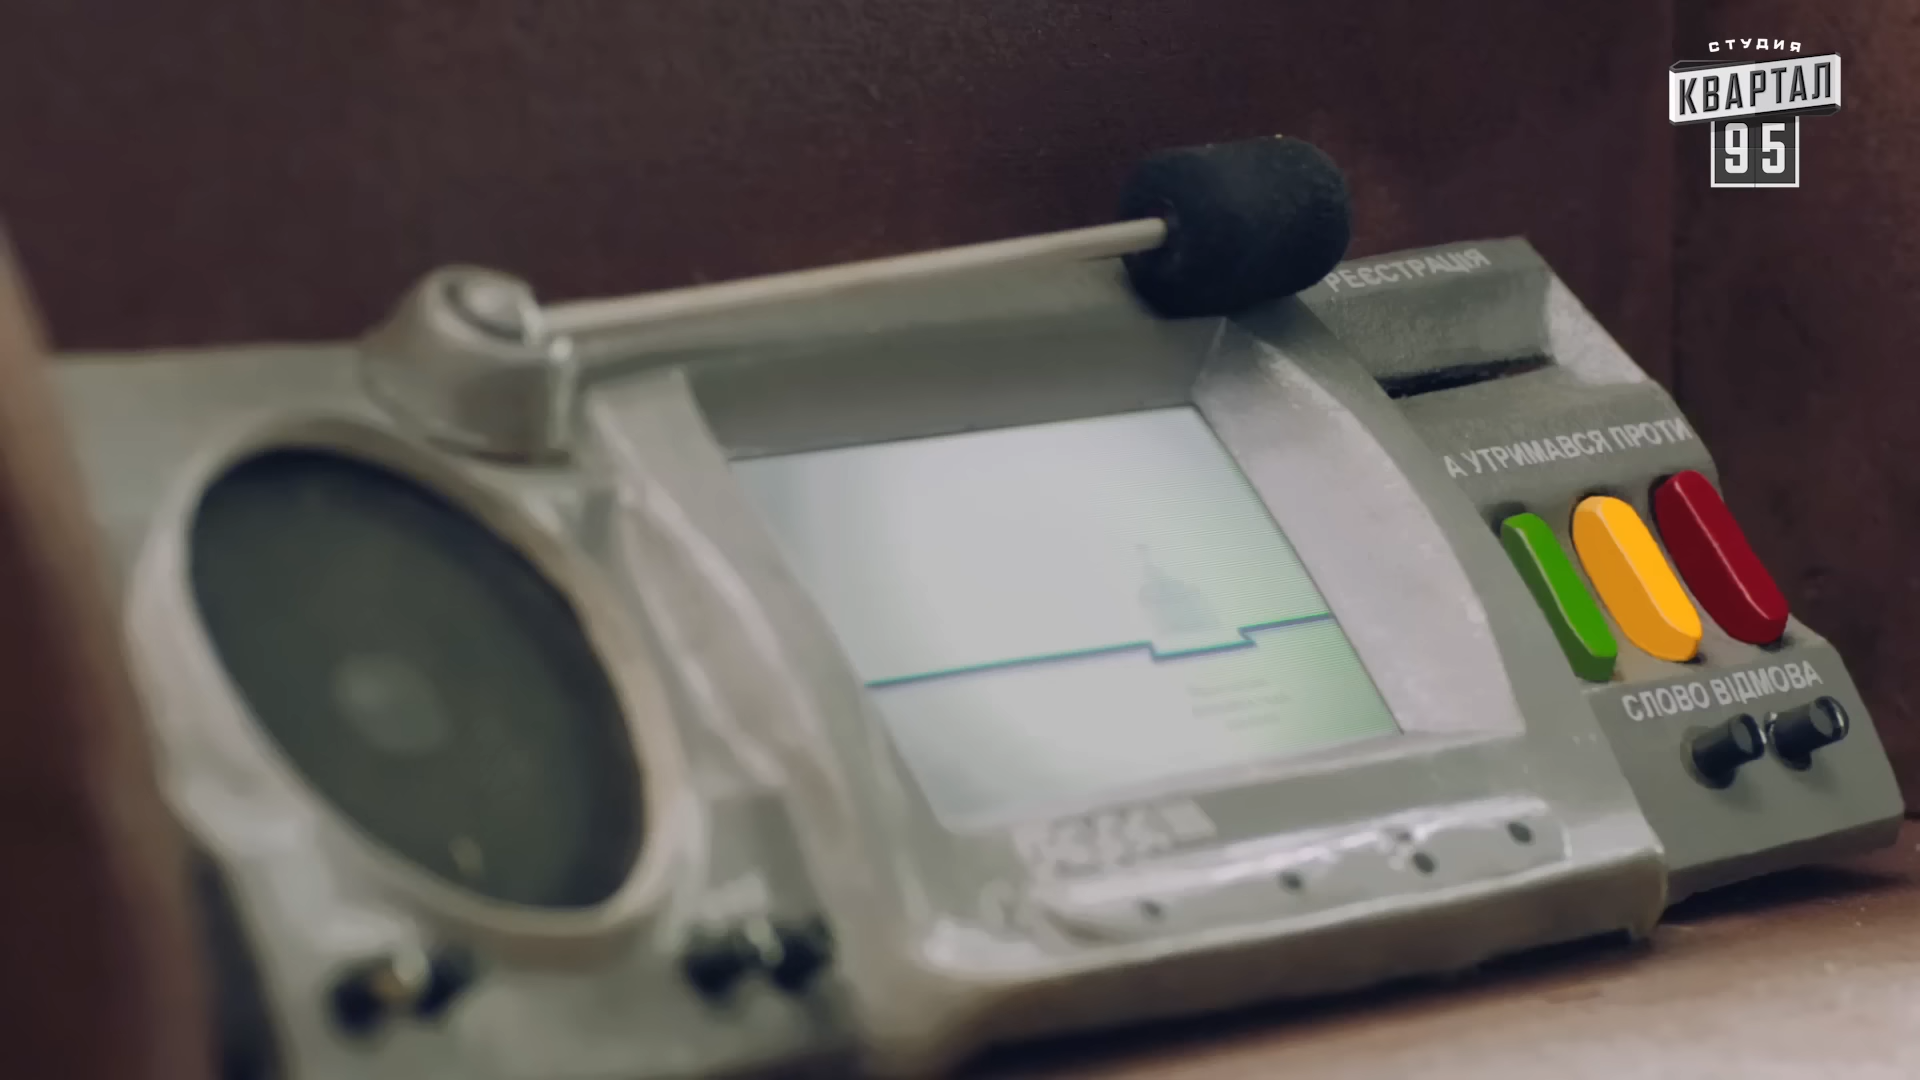 СТУДИЯ
КВАРТАЛ
95
РЕЄСТРАЦІЯ
А УТРИМАВСЯ ПРОТИ
СЛОВО ВІДМОВА